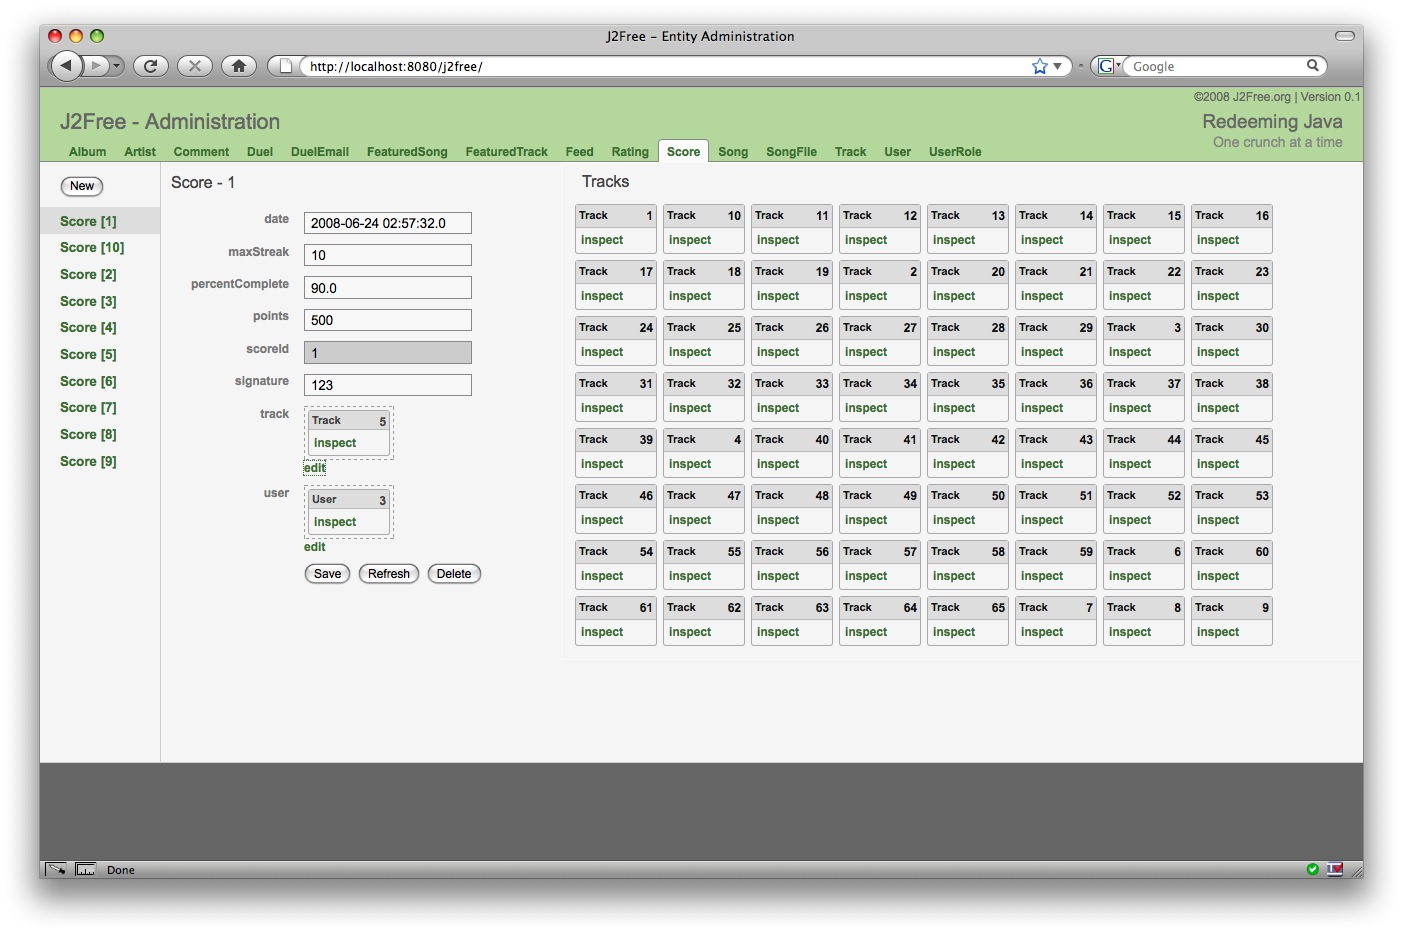 J2Free – Entity Administration
http://localhost:8080/j2free/
Google
©2008 J2Free.org | Version 0.1
J2Free - Administration
Redeeming Java
One crunch at a time
Album Artist Comment Duel DuelEmail FeaturedSong FeaturedTrack Feed Rating Score Song SongFile Track User UserRole
New
Score [1]
Score [10]
Score [2]
Score [3]
Score [4]
Score [5]
Score [6]
Score [7]
Score [8]
Score [9]
Score - 1
date 2008-06-24 02:57:32.0
maxStreak 10
percentComplete 90.0
points 500
scoreId 1
signature 123
track Track 5
inspect
edit
user User 3
inspect
edit
Save Refresh Delete
Tracks
Track 1 Track 10 Track 11 Track 12 Track 13 Track 14 Track 15 Track 16
inspect inspect inspect inspect inspect inspect inspect inspect
Track 17 Track 18 Track 19 Track 2 Track 20 Track 21 Track 22 Track 23
inspect inspect inspect inspect inspect inspect inspect inspect
Track 24 Track 25 Track 26 Track 27 Track 28 Track 29 Track 3 Track 30
inspect inspect inspect inspect inspect inspect inspect inspect
Track 31 Track 32 Track 33 Track 34 Track 35 Track 36 Track 37 Track 38
inspect inspect inspect inspect inspect inspect inspect inspect
Track 39 Track 4 Track 40 Track 41 Track 42 Track 43 Track 44 Track 45
inspect inspect inspect inspect inspect inspect inspect inspect
Track 46 Track 47 Track 48 Track 49 Track 50 Track 51 Track 52 Track 53
inspect inspect inspect inspect inspect inspect inspect inspect
Track 54 Track 55 Track 56 Track 57 Track 58 Track 59 Track 6 Track 60
inspect inspect inspect inspect inspect inspect inspect inspect
Track 61 Track 62 Track 63 Track 64 Track 65 Track 7 Track 8 Track 9
inspect inspect inspect inspect inspect inspect inspect inspect
Done